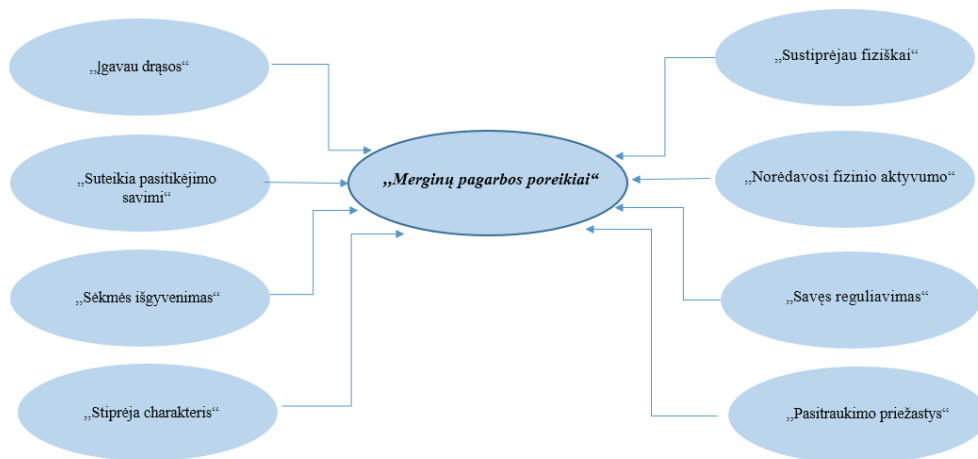 „Įgavau drąsos“
„Suteikia pasitikėjimo
savimi“
„Sėkmės išgyvenimas“
„Stiprėja charakteris“
„Merginų pagarbos poreikiai“
„Sustiprėjau fiziškai“
„Norėdavosi fizinio aktyvumo“
„Savęs reguliavimas“
„Pasitraukimo priežastys“